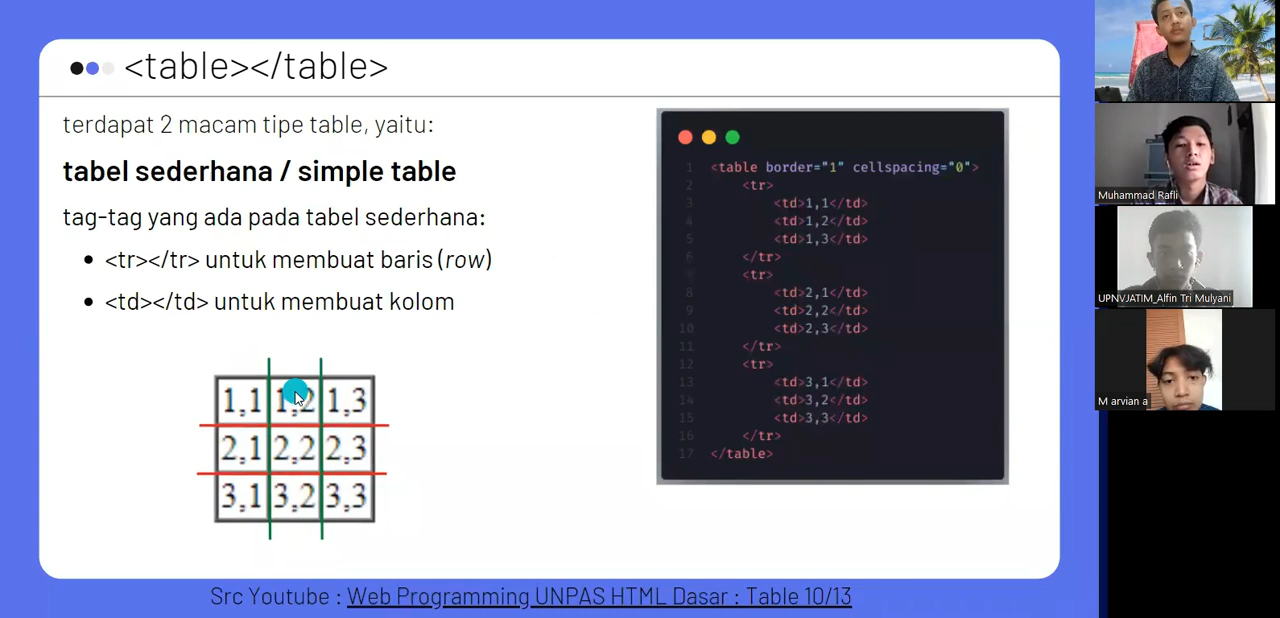 <table></table>
terdapat 2 macam tipe table, yaitu:
tabel sederhana / simple table
tag-tag yang ada pada tabel sederhana:
• <tr></tr> untuk membuat baris (row)
• <td></td> untuk membuat kolom
1,1 1,2 1,3
2,1 2,2 2,3
3,1 3,2 3,3
1 <table border="1" cellspacing="0">
2 <tr>
3 <td>1,1</td>
4 <td>1,2</td>
5 <td>1,3</td>
6 </tr>
<tr>
8 <td>2,1</td>
9 <td>2,2</td>
10 <td>2,3</td>
11 </tr>
12 <tr>
13 <td>3,1</td>
14 <td>3,2</td>
15 <td>3,3</td>
16 </tr>
17 </table>
Src Youtube : Web Programming UNPAS HTML Dasar : Table 10/13
Muhammad Rafli
UPNVJATIM_Alfin Tri Mulyani
M arvian a